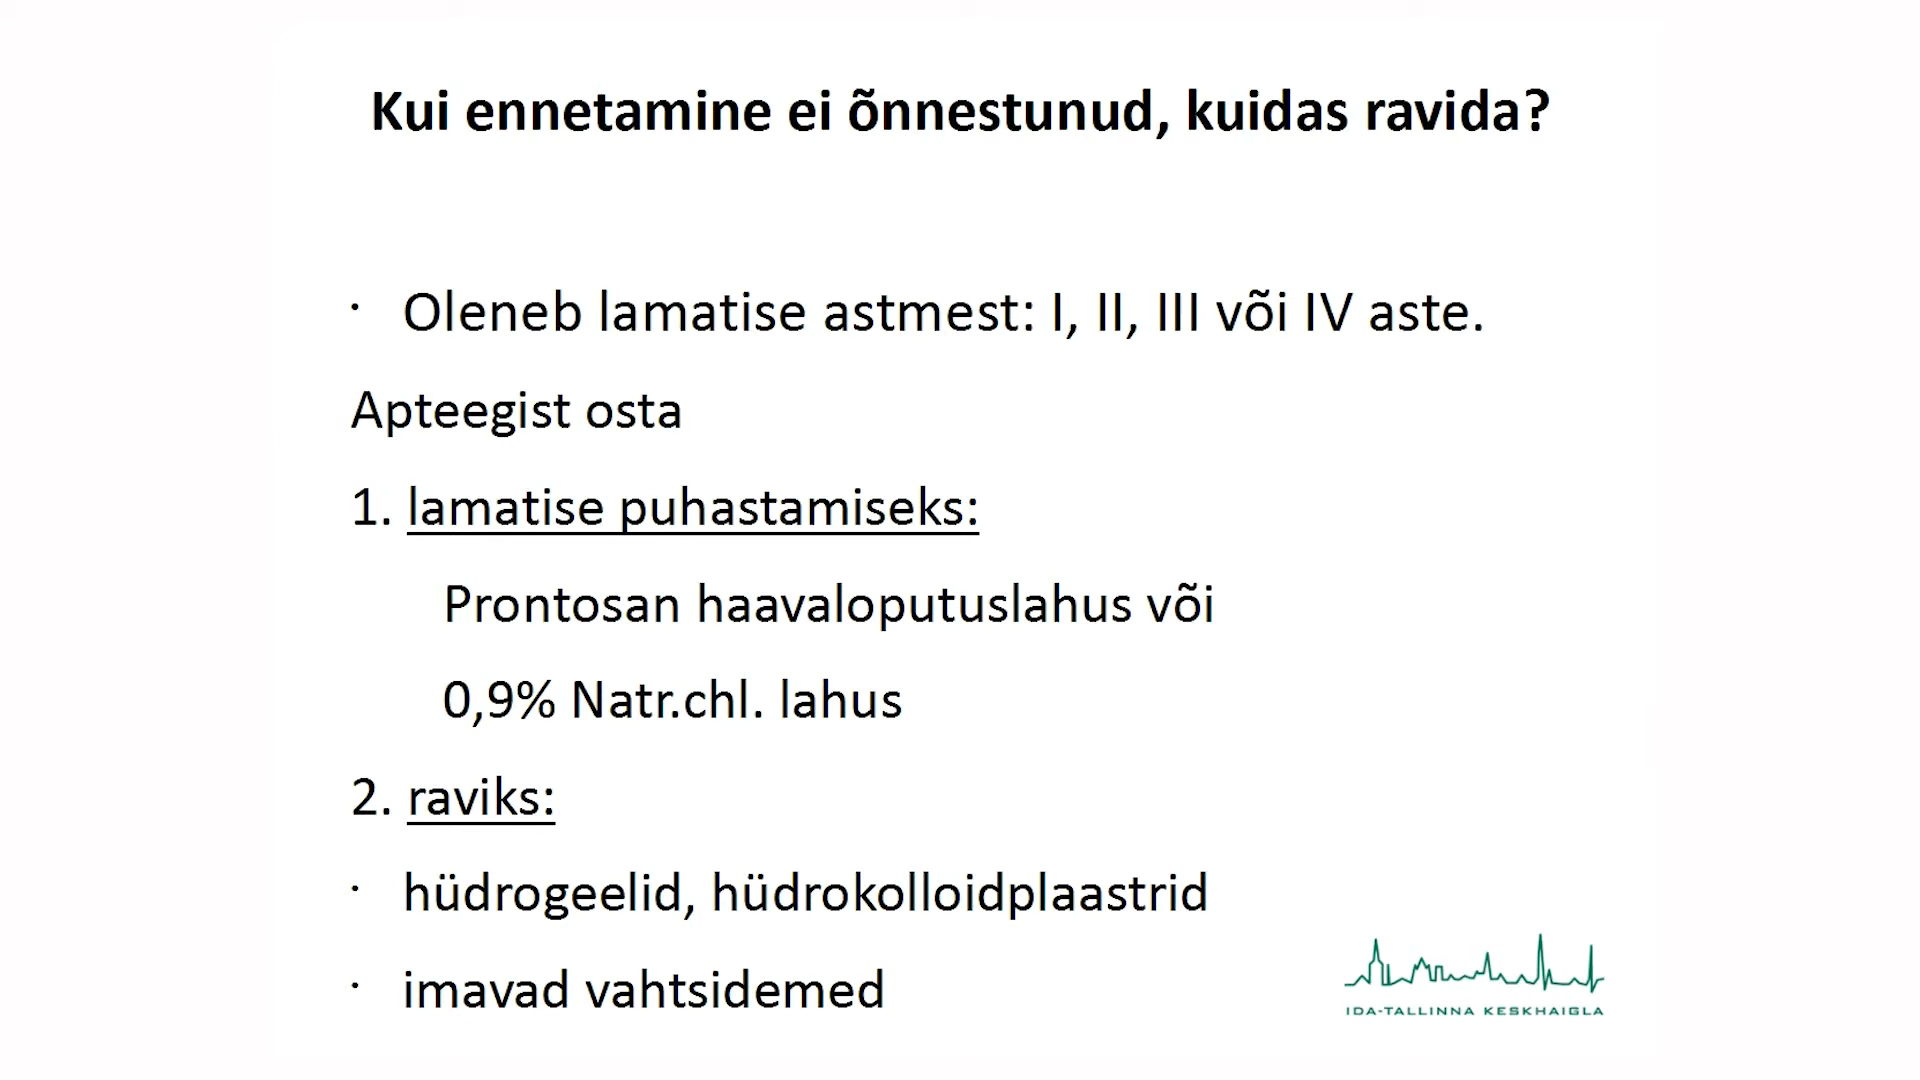 Kui ennetamine ei õnnestunud, kuidas ravida?
· Oleneb lamatise astmest: I, II, III või IV aste.
Apteegist osta
1. lamatise puhastamiseks:
Prontosan haavaloputuslahus või
0,9% Natr.chl. lahus
2. raviks:
· hüdrogeelid, hüdrokolloidplaastrid
· imavad vahtsidemed
IDA-TALLINNA KESKHAIGLA